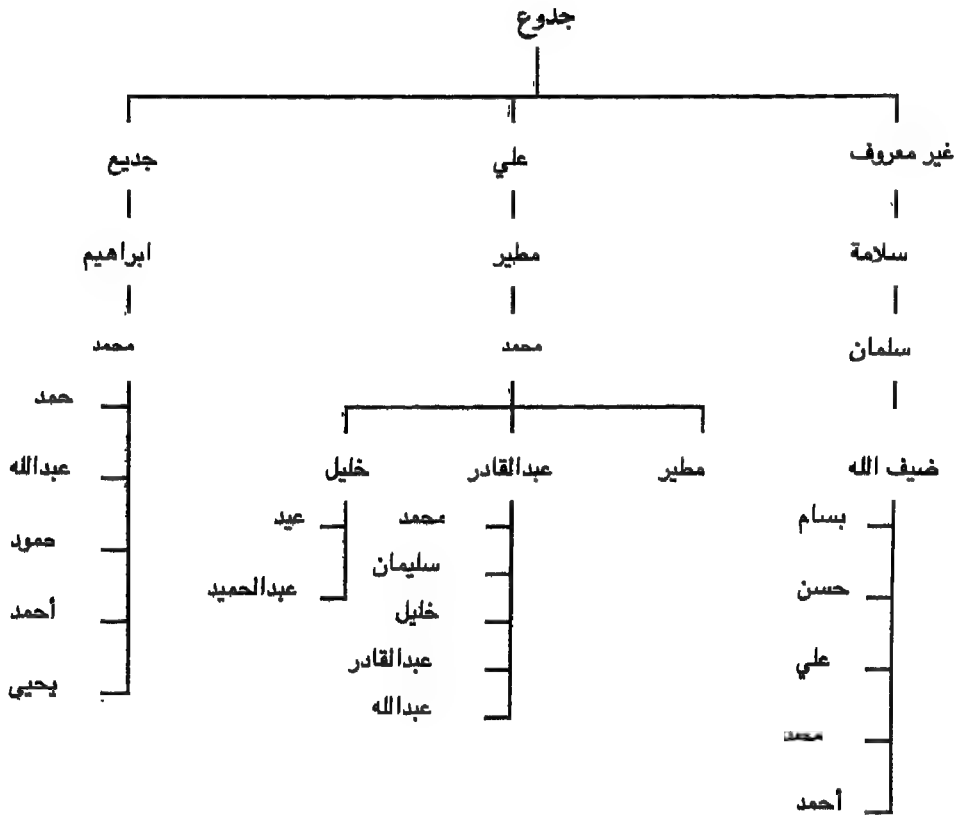 جدوع
غير معروف
علي
جديع
سلامة
مطير
ابراهيم
سلمان
محمد
محمد
ضيف الله
بسام
حسن
علي
محمد
أحمد
مطير
عبدالقادر
محمد
سليمان
خليل
عبدالقادر
عبدالله
خليل
عيد
عبدالحميد
حمد
عبدالله
حمود
أحمد
يحيي